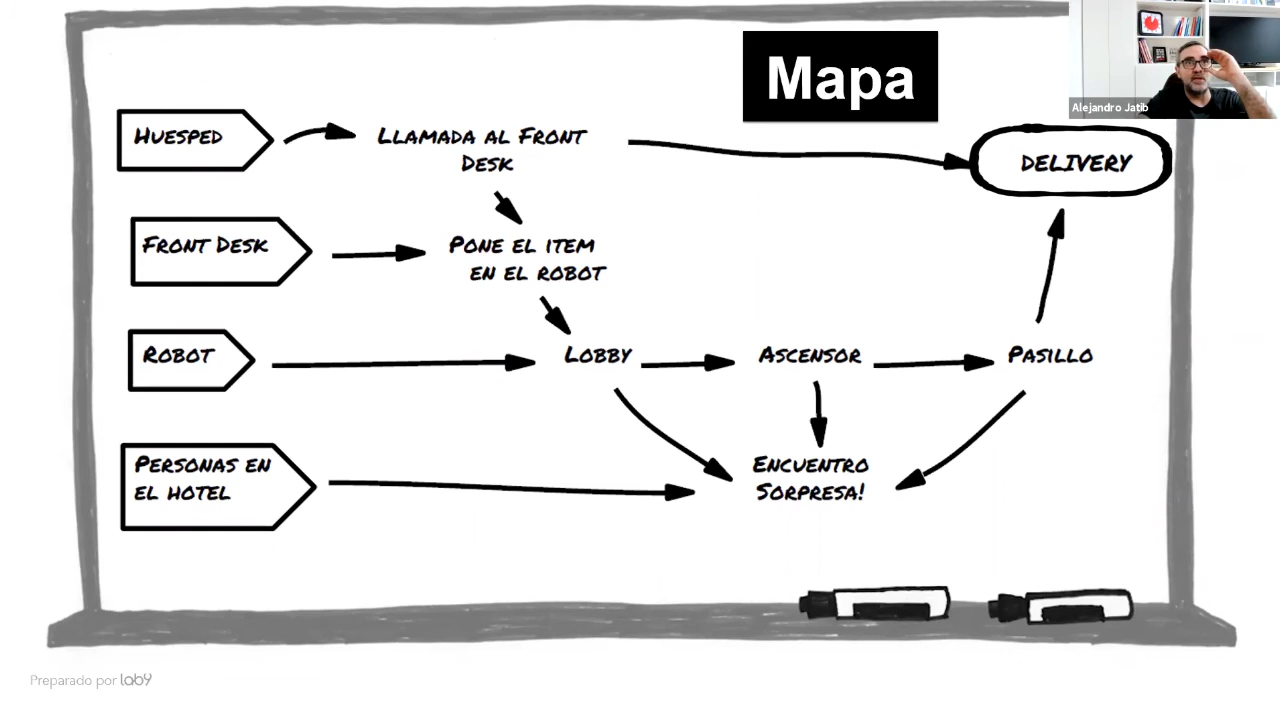 Mapa
Alejandro Jatib
HUESPED
LLAMADA AL FRONT
DESK
DELIVERY
FRONT DESK
PONE EL ITEM
EN EL ROBOT
ROBOT
LOBBY
ASCENSOR
PASILLO
PERSONAS EN
EL HOTEL
ENCUENTRO
SORPRESA!
Preparado por lab9